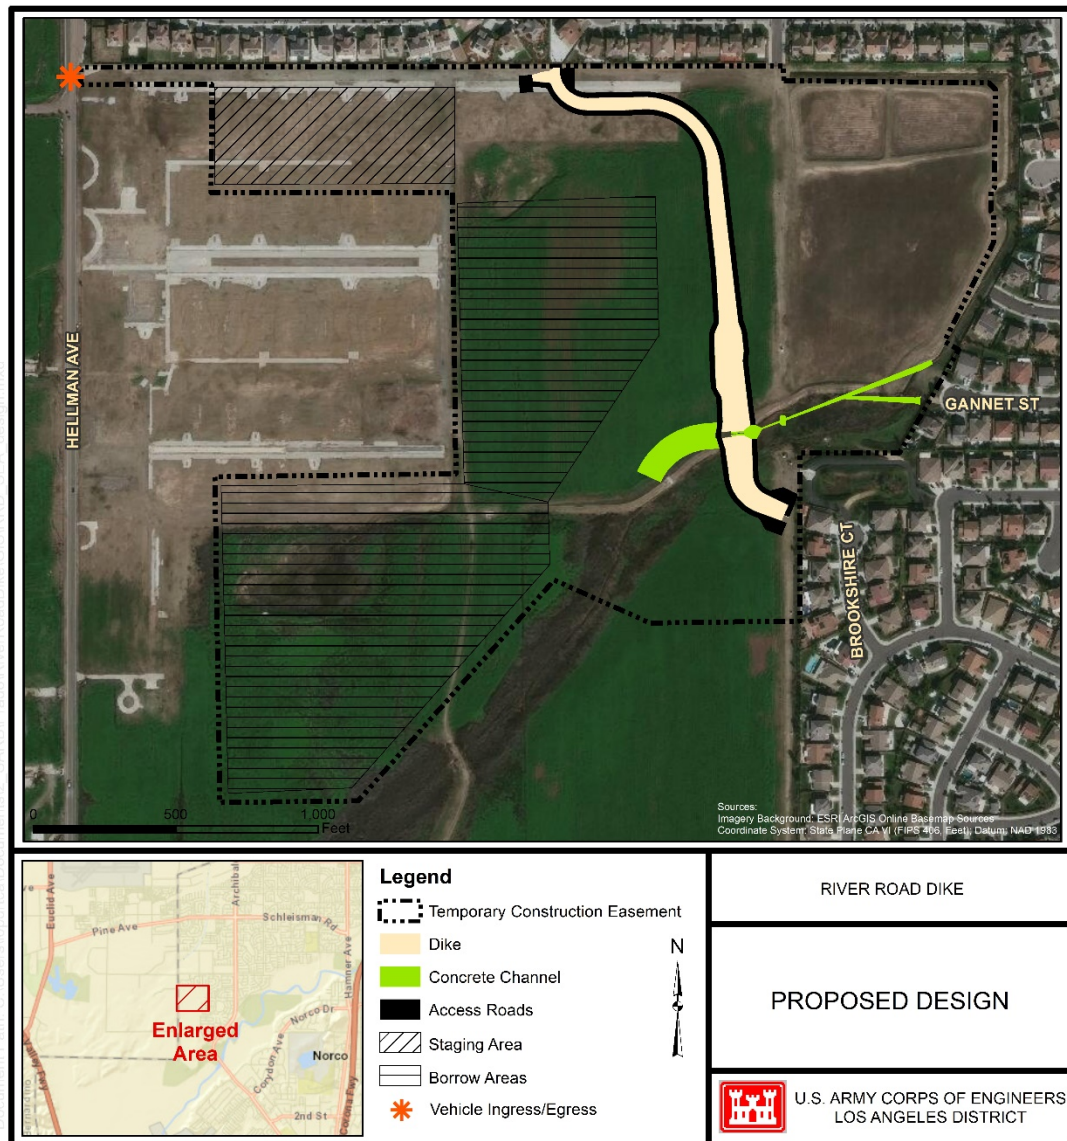 HELLMAN AVE
GANNET ST
BROOKSHIRE CT
0 500 1,000
Feet
Sources:
Imagery Background: ESRI ArcGIS Online Basemap Sources
Coordinate System: State Plane CA VI (FIPS 406, Feet), Datum: NAD 1983
Euclid Ave
Archibald
Schleisman Rd
Pine Ave
Hamner Ave
Enlarged
Area
Norco Dr
Norco
Corydon Ave
Valley Fwy
Corona Fwy
2nd St
Legend
Temporary Construction Easement
Dike
Concrete Channel
Access Roads
Staging Area
Borrow Areas
Vehicle Ingress/Egress
N
RIVER ROAD DIKE
PROPOSED DESIGN
U.S. ARMY CORPS OF ENGINEERS
LOS ANGELES DISTRICT